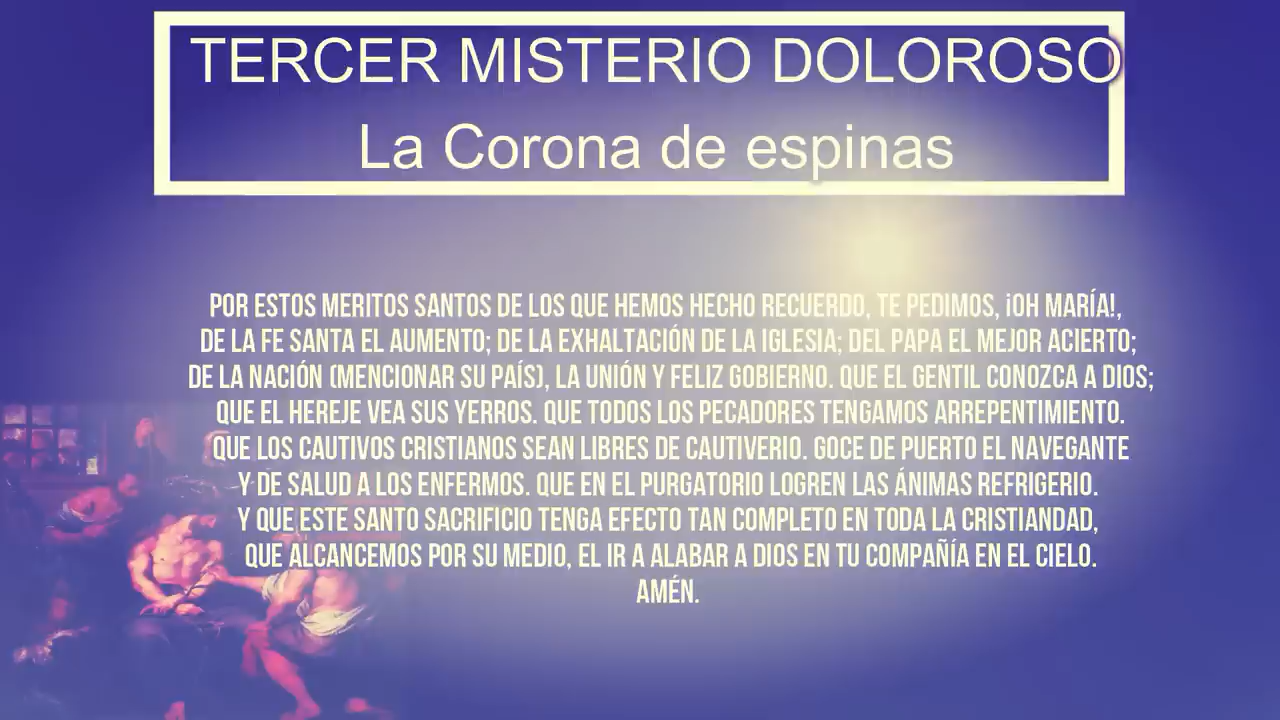 TERCER MISTERIO DOLOROSO
La Corona de espinas
POR ESTOS MERITOS SANTOS DE LOS QUE HEMOS HECHO RECUERDO, TE PEDIMOS, ¡OH MARÍA!,
DE LA FE SANTA EL AUMENTO; DE LA EXHALTACIÓN DE LA IGLESIA; DEL PAPA EL MEJOR ACIERTO;
DE LA NACIÓN (MENCIONAR SU PAÍS), LA UNIÓN Y FELIZ GOBIERNO. QUE EL GENTIL CONOZCA A DIOS;
QUE EL HEREJE VEA SUS YERROS. QUE TODOS LOS PECADORES TENGAMOS ARREPENTIMIENTO.
QUE LOS CAUTIVOS CRISTIANOS SEAN LIBRES DE CAUTIVERIO. GOCE DE PUERTO EL NAVEGANTE
Y DE SALUD A LOS ENFERMOS. QUE EN EL PURGATORIO LOGREN LAS ÁNIMAS REFRIGERIO.
Y QUE ESTE SANTO SACRIFICIO TENGA EFECTO TAN COMPLETO EN TODA LA CRISTIANDAD,
QUE ALCANCEMOS POR SU MEDIO, EL IR A ALABAR A DIOS EN TU COMPAÑÍA EN EL CIELO.
AMÉN.